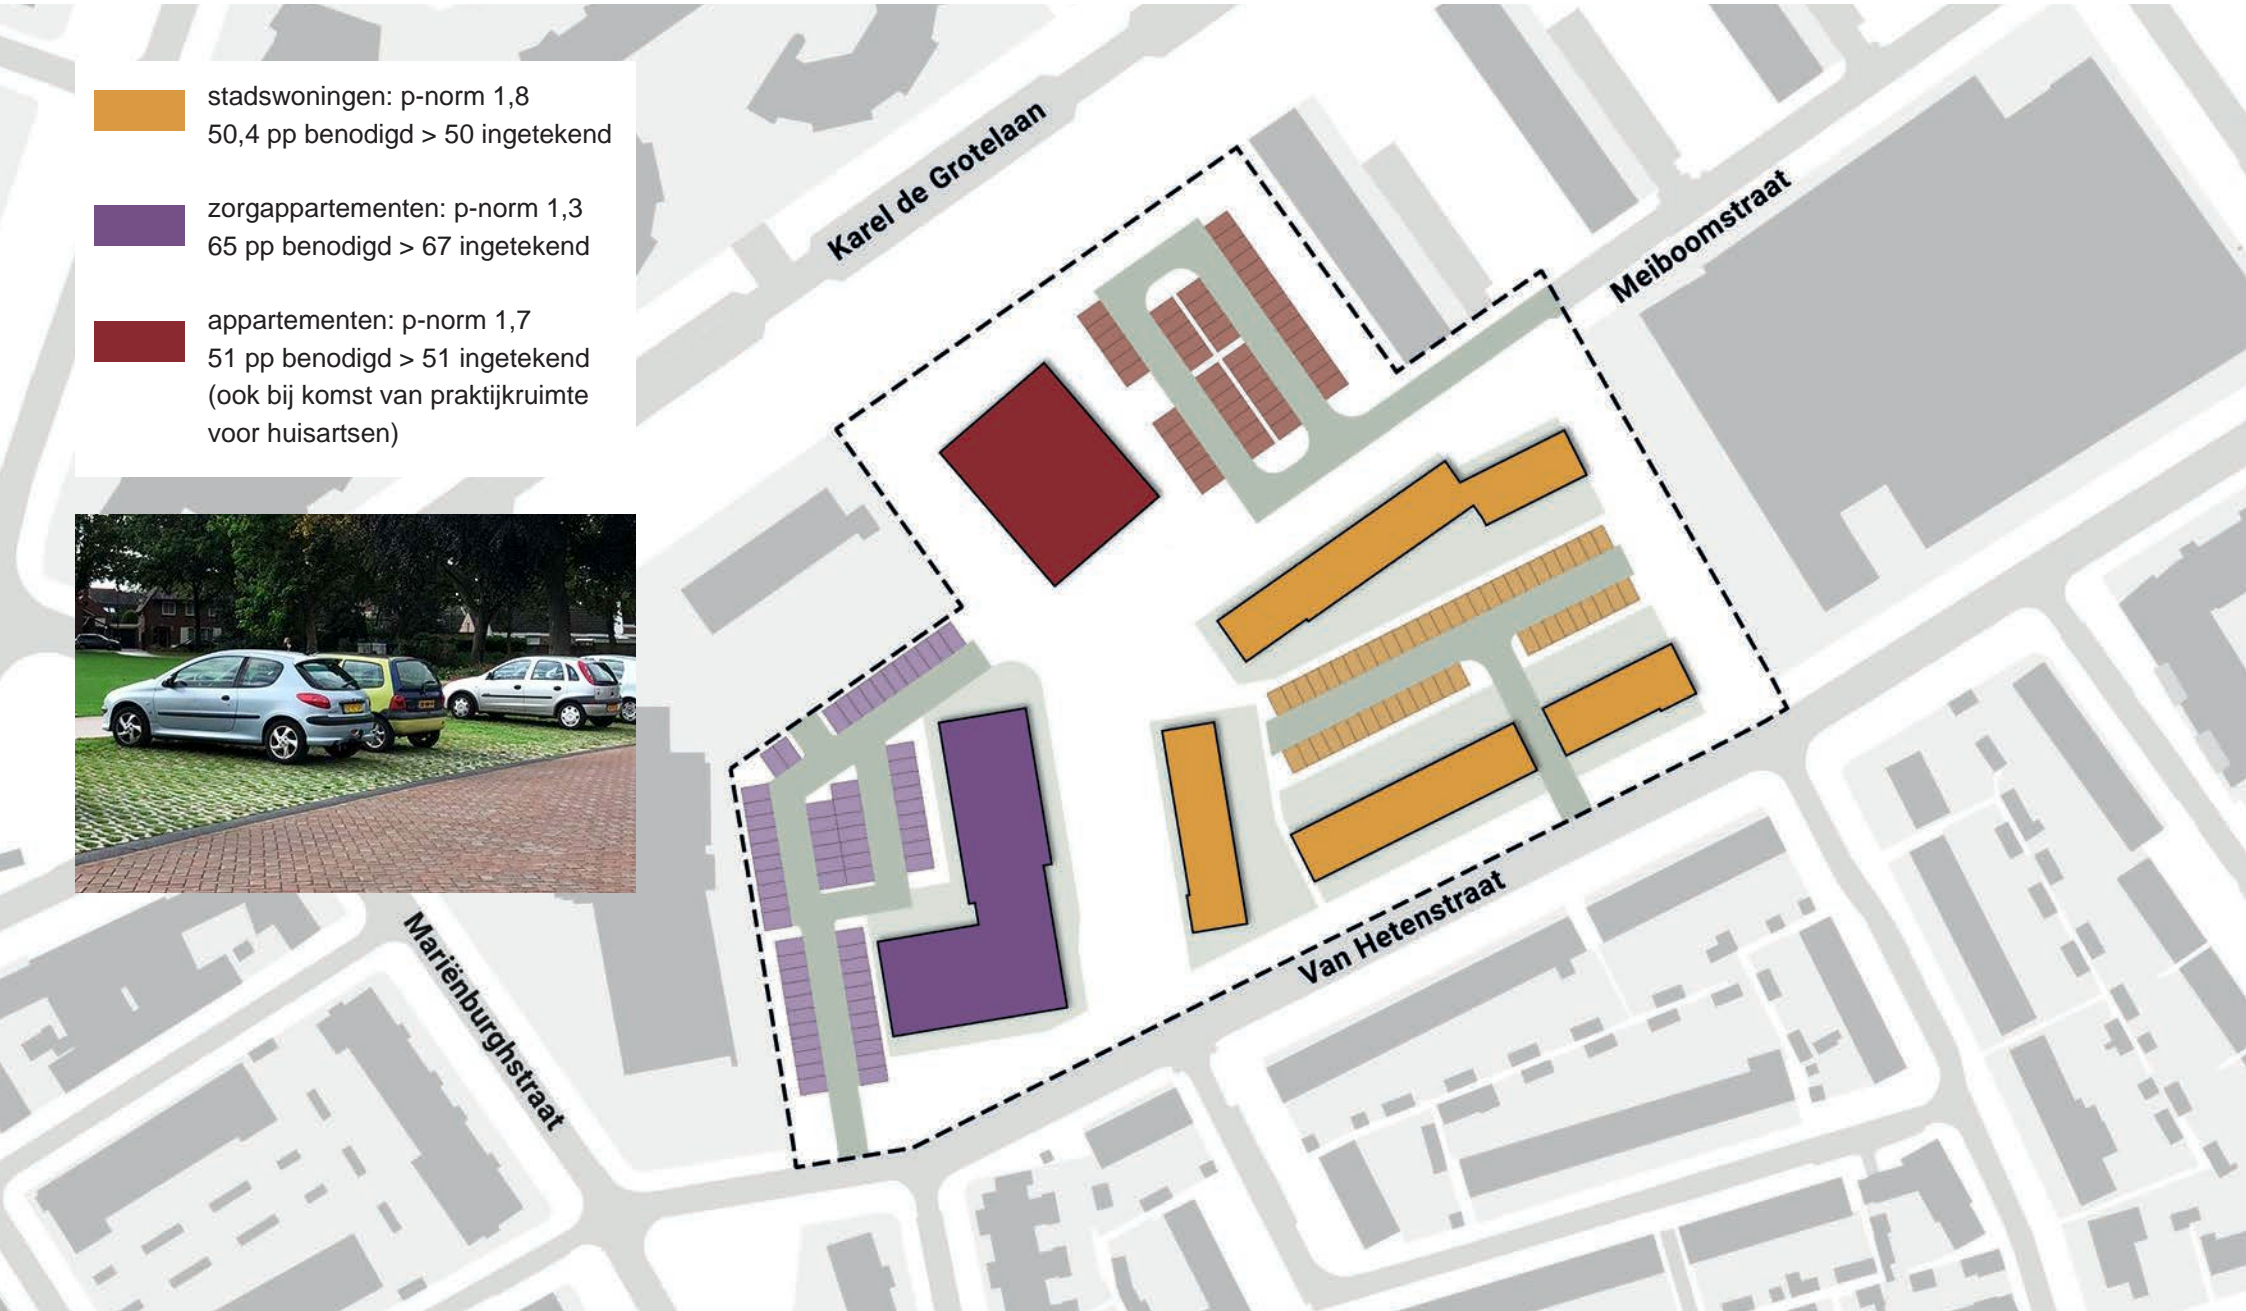 stadswoningen: p-norm 1,8
50,4 pp benodigd > 50 ingetekend
zorgappartementen: p-norm 1,3
65 pp benodigd > 67 ingetekend
appartementen: p-norm 1,7
51 pp benodigd > 51 ingetekend
(ook bij komst van praktijkruimte
voor huisartsen)
Karel de Grotelaan
Meiboomstraat
Van Hetenstraat
Mariënburghstraat